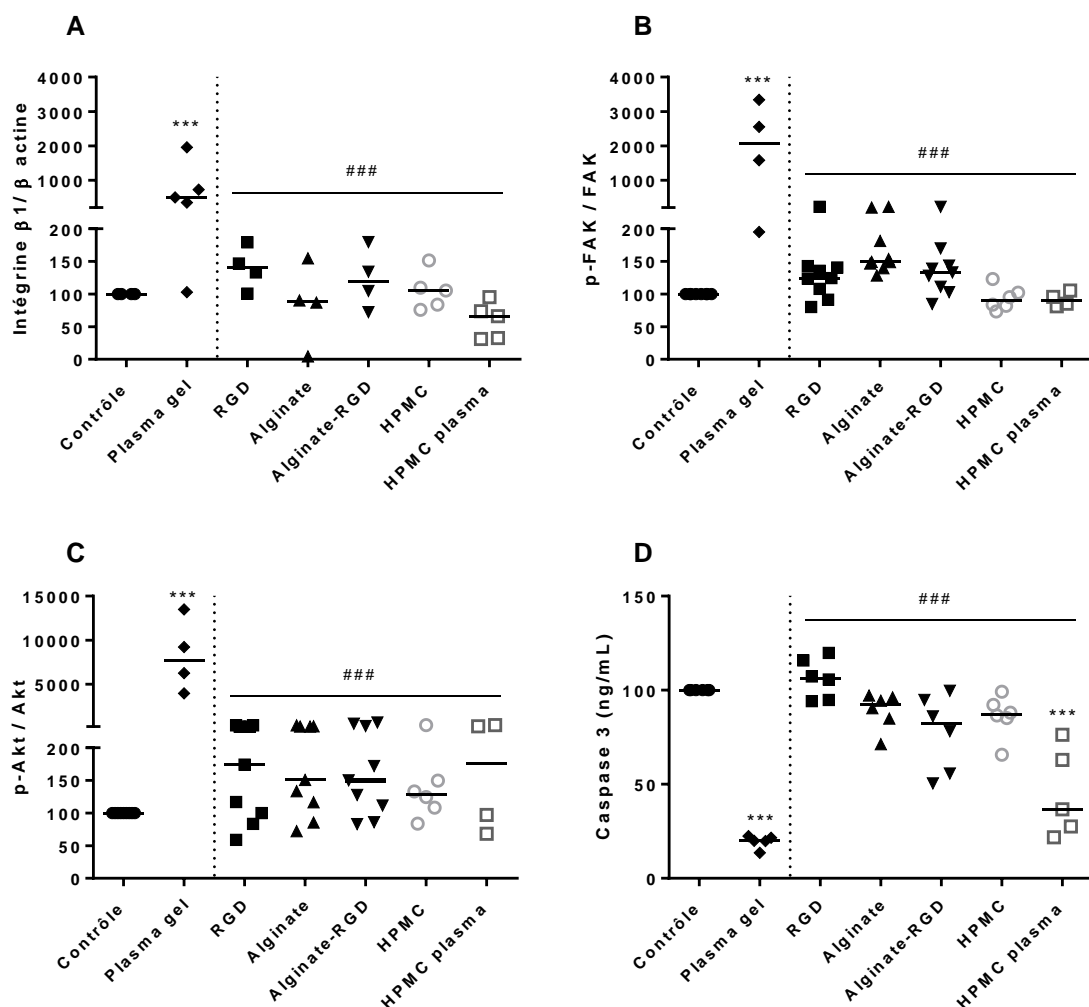 A
Intégrine β1/ β actine
4000
3000
2000
1000
200
150
100
50
0
***
###
Contrôle
Plasma gel
RGD
Alginate
Alginate-RGD
HPMC
HPMC plasma
B
p-FAK / FAK
4000
3000
2000
1000
200
150
100
50
0
***
###
Contrôle
Plasma gel
RGD
Alginate
Alginate-RGD
HPMC
HPMC plasma
C
p-Akt / Akt
15000
10000
5000
200
150
100
50
0
***
###
Contrôle
Plasma gel
RGD
Alginate
Alginate-RGD
HPMC
HPMC plasma
D
Caspase 3 (ng/mL)
150
100
50
0
***
###
***
Contrôle
Plasma gel
RGD
Alginate
Alginate-RGD
HPMC
HPMC plasma